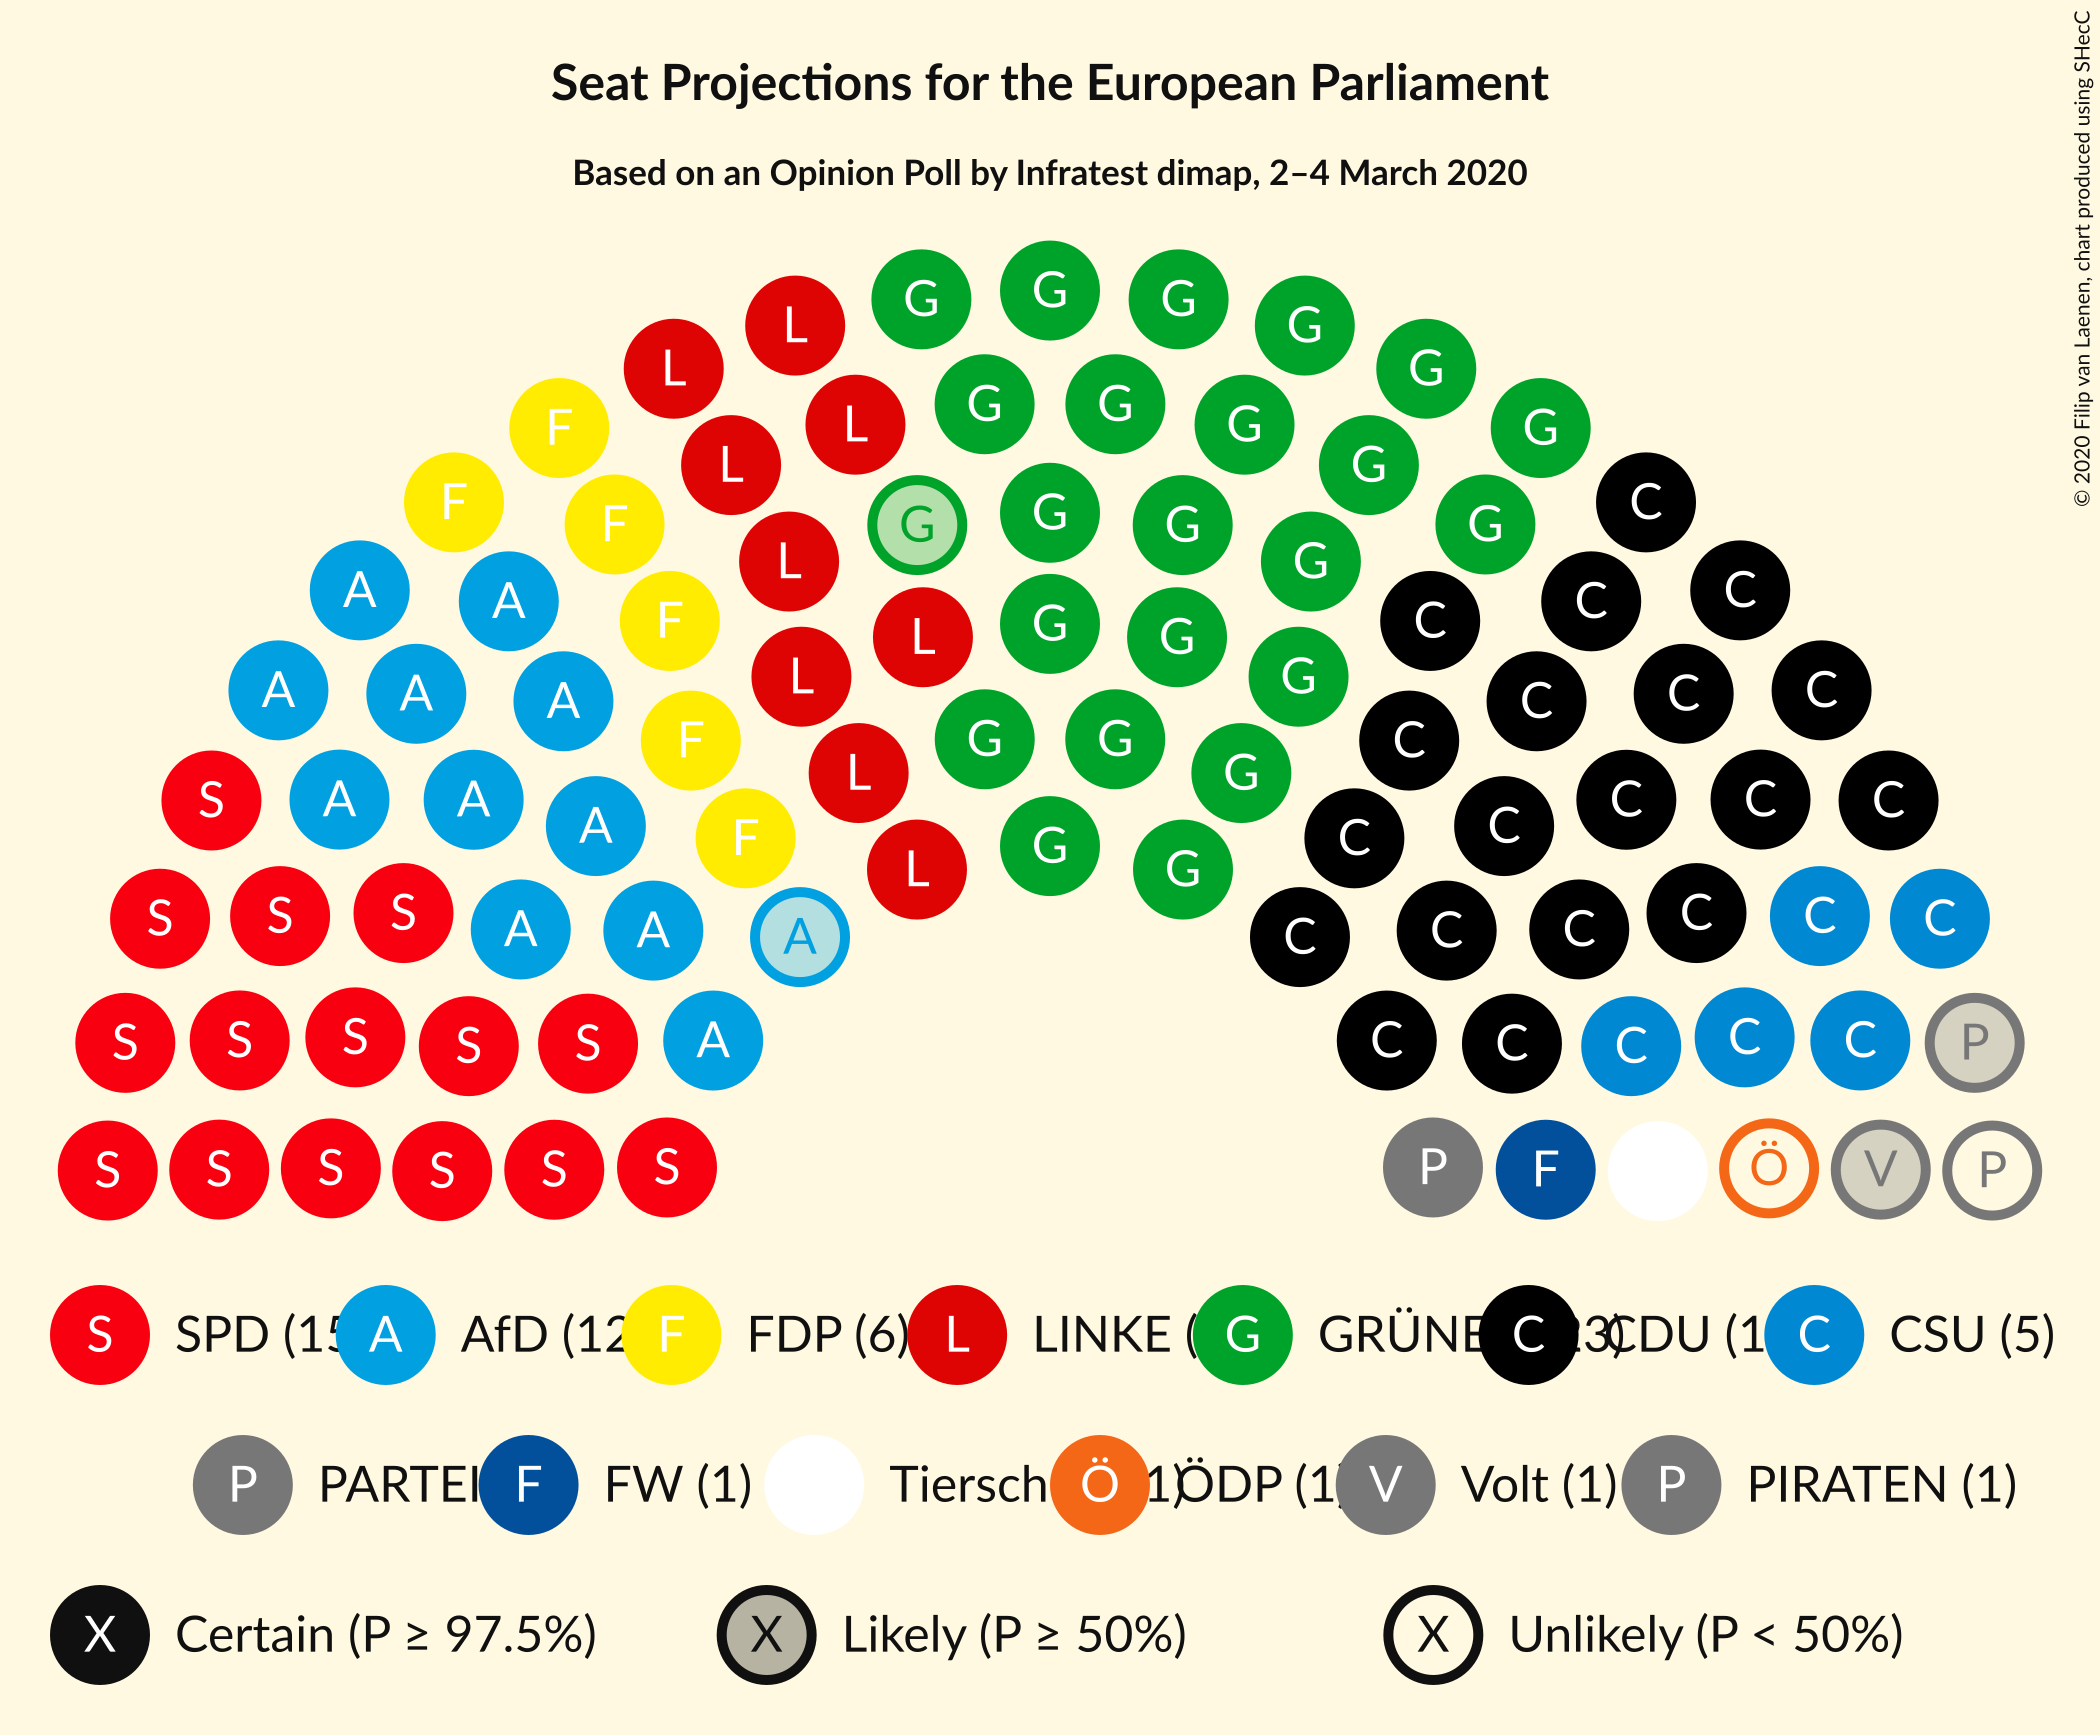 Seat Projections for the European Parliament
Based on an Opinion Poll by Infratest dimap, 2–4 March 2020
© 2020 Filip van Laenen, chart produced using SHecC
G G G
L G
L G
F G
G G
L G
L G
F C
G G G
F G
L G
A A F C C C
L G G
L G
A A A C C C
F L G G C
S A A A F L G C C C C C
L G G
S S S A A A C C C C C C
S S S S S A C C C C C P
S S S S S S P F Ö V P
S SPD (15 A AfD (12 F FDP (6) L LINKE ( G GRÜNE C 23) CDU (1 C CSU (5)
P PARTEI F FW (1) Tiersch Ö 1) ÖDP (1 V Volt (1) P PIRATEN (1)
X Certain (P ≥ 97.5%) X Likely (P ≥ 50%) X Unlikely (P < 50%)